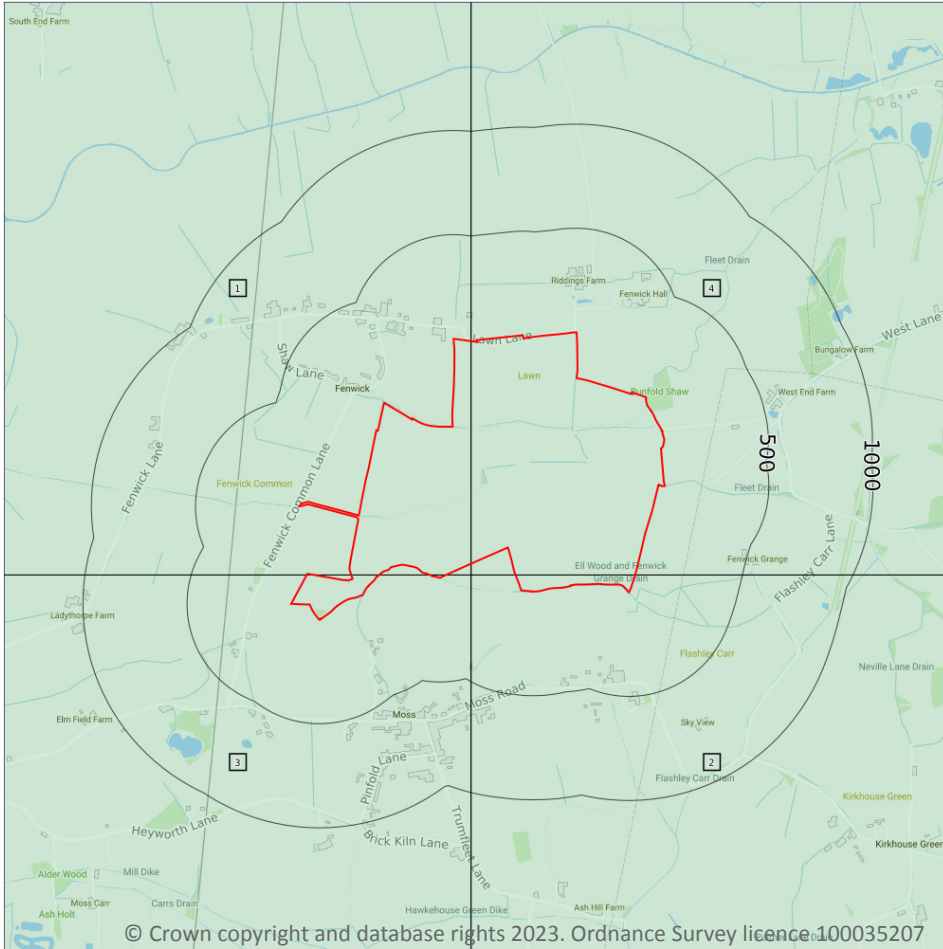 South End Farm
1
4
Fleet Drain
Riddings Farm
Fenwick Hall
West Lane
Lawn Lane
Bungalow Farm
Shaw Lane
Fenwick
Lawn
Bunfold Shaw
West End Farm
500
1000
Fenwick Lane
Fenwick Common Lane
Fenwick Common
Fleet Drain
Ell Wood and Fenwick
Grange Drain
Fenwick Grange
Flashley Carr Lane
Ladythorpe Farm
Flashley Carr
Neville Lane Drain
Moss Road
Elm Field Farm
Moss
Sky View
3
2
Pinfold Lane
Flashley Carr Drain
Kirkhouse Green
Heyworth Lane
Brick Kiln Lane
Trumfleet Lane
Kirkhouse Green
Alder Wood
Mill Dike
Moss Carr
Carrs Drain
Ash Holt
Hawkehouse Green Dike
Ash Hill Farm
© Crown copyright and database rights 2023. Ordnance Survey licence 100035207